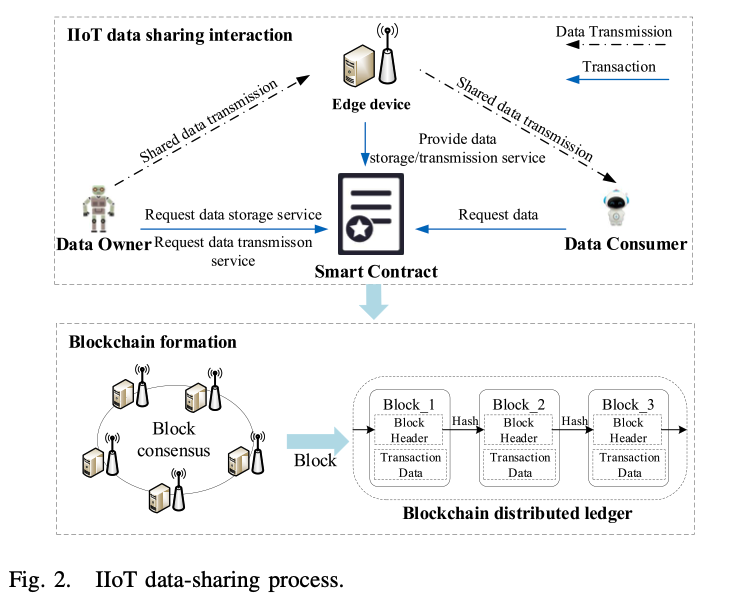 IIoT data sharing interaction
Data Transmission
Transaction
Edge device
Shared data transmission
Shared data transmission
Provide data
storage/transmission service
Request data storage service
Request data
Data Owner
Request data transmisson
service
Data Consumer
Smart Contract
Blockchain formation
Block
consensus
Block
Block_1
Block
Header
Transaction
Data
Hash
Block_2
Block
Header
Transaction
Data
Hash
Block_3
Block
Header
Transaction
Data
Blockchain distributed ledger
Fig. 2. IIoT data-sharing process.